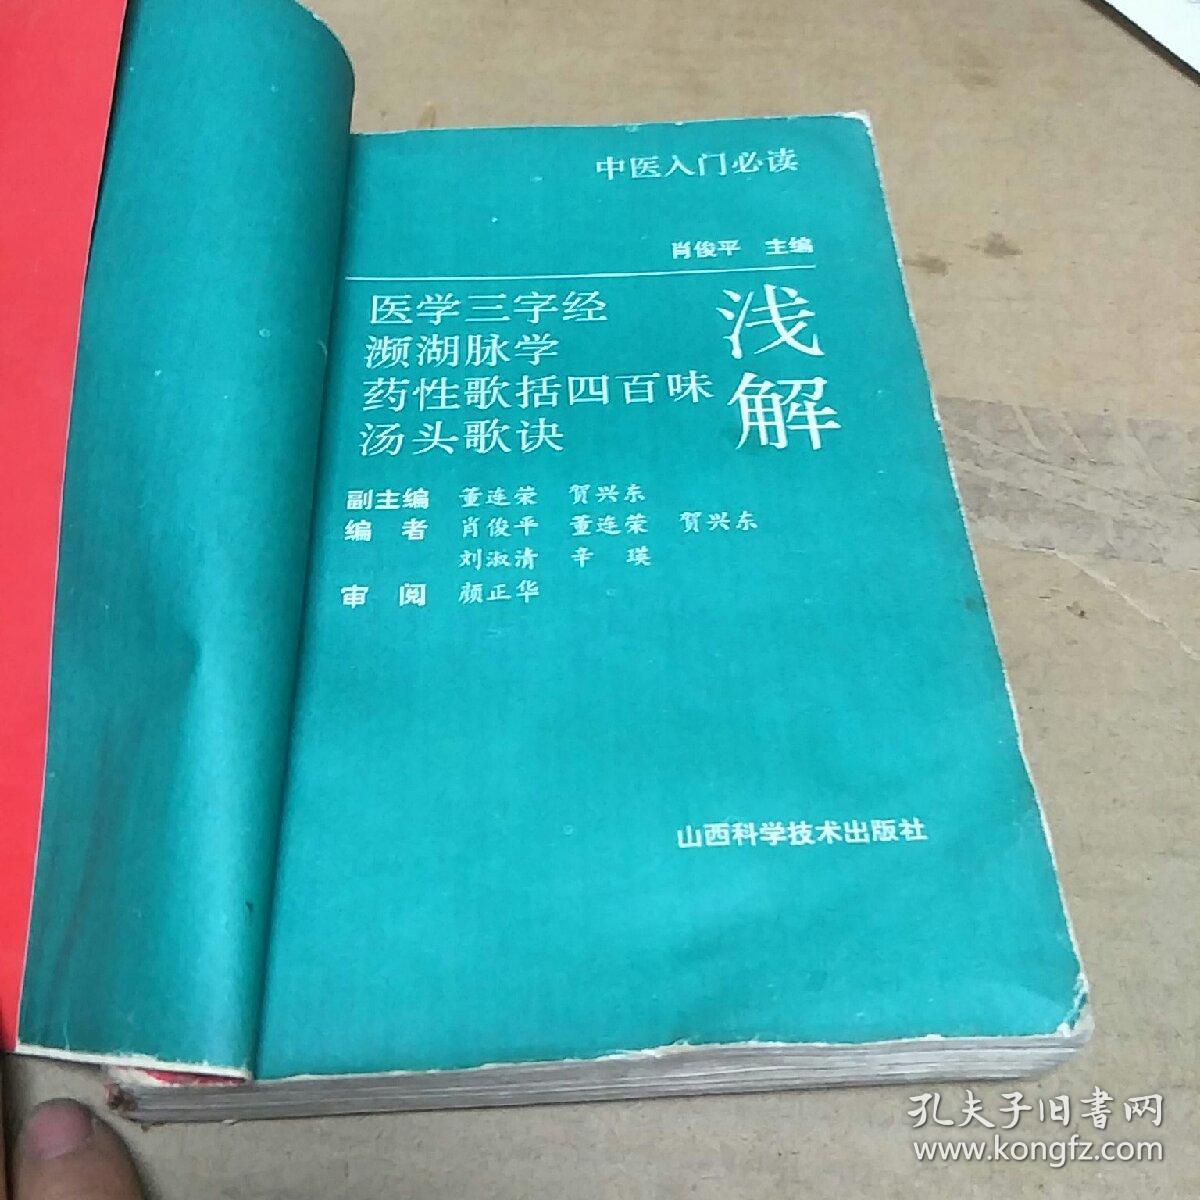 中医入门必读
肖俊平 主编
医学三字经
濒湖脉学
药性歌括四百味
汤头歌诀
浅解
副主编 董连荣 贺兴东
编者 肖俊平 董连荣 贺兴东
刘淑清 辛瑛
审阅 颜正华
山西科学技术出版社
孔夫子旧书网
www.kongfz.com